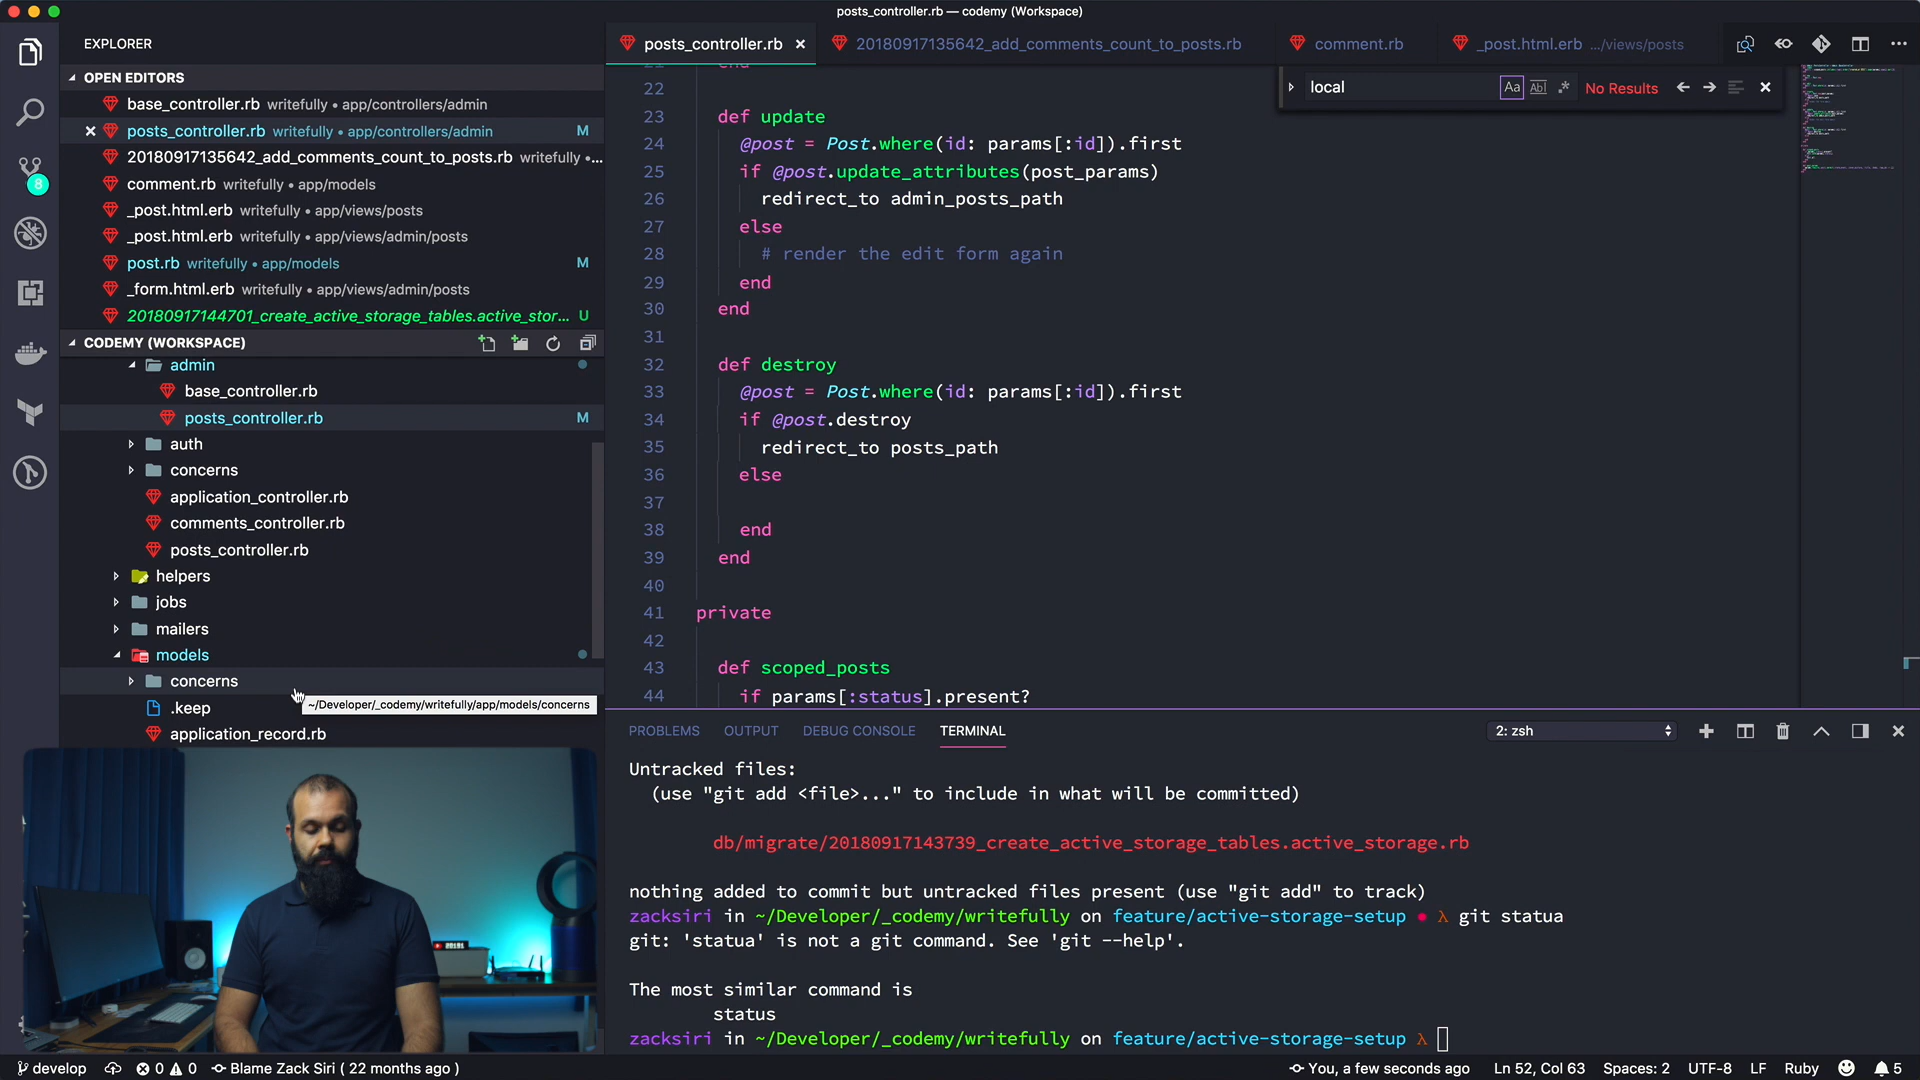 posts_controller.rb — codemy (Workspace)
EXPLORER
OPEN EDITORS
base_controller.rb writefully • app/controllers/admin
posts_controller.rb writefully • app/controllers/admin M
20180917135642_add_comments_count_to_posts.rb writefully •...
comment.rb writefully • app/models
_post.html.erb writefully • app/views/posts
_post.html.erb writefully • app/views/admin/posts
post.rb writefully • app/models M
_form.html.erb writefully • app/views/admin/posts
20180917144701_create_active_storage_tables.active_stor... U
CODEMY (WORKSPACE)
admin
base_controller.rb
posts_controller.rb M
auth
concerns
application_controller.rb
comments_controller.rb
posts_controller.rb
helpers
jobs
mailers
models
concerns
~/Developer/_codemy/writefully/app/models/concerns
.keep
application_record.rb
8
posts_controller.rb
20180917135642_add_comments_count_to_posts.rb
comment.rb
_post.html.erb .../views/posts
local
Aa
Abl
.*
No Results
21 end
22
23 def update
24 @post = Post.where(id: params[:id]).first
25 if @post.update_attributes(post_params)
26 redirect_to admin_posts_path
27 else
28 # render the edit form again
29 end
30 end
31
32 def destroy
33 @post = Post.where(id: params[:id]).first
34 if @post.destroy
35 redirect_to posts_path
36 else
37
38 end
39 end
40
41 private
42
43 def scoped_posts
44 if params[:status].present?
PROBLEMS OUTPUT DEBUG CONSOLE TERMINAL
2: zsh
Untracked files:
(use "git add <file>..." to include in what will be committed)
db/migrate/20180917143739_create_active_storage_tables.active_storage.rb
nothing added to commit but untracked files present (use "git add" to track)
zacksiri in ~/Developer/_codemy/writefully on feature/active-storage-setup • λ git statua
git: 'statua' is not a git command. See 'git --help'.
The most similar command is
status
zacksiri in ~/Developer/_codemy/writefully on feature/active-storage-setup λ
develop
0
0
Blame Zack Siri ( 22 months ago )
You, a few seconds ago
Ln 52, Col 63
Spaces: 2
UTF-8
LF
Ruby
5